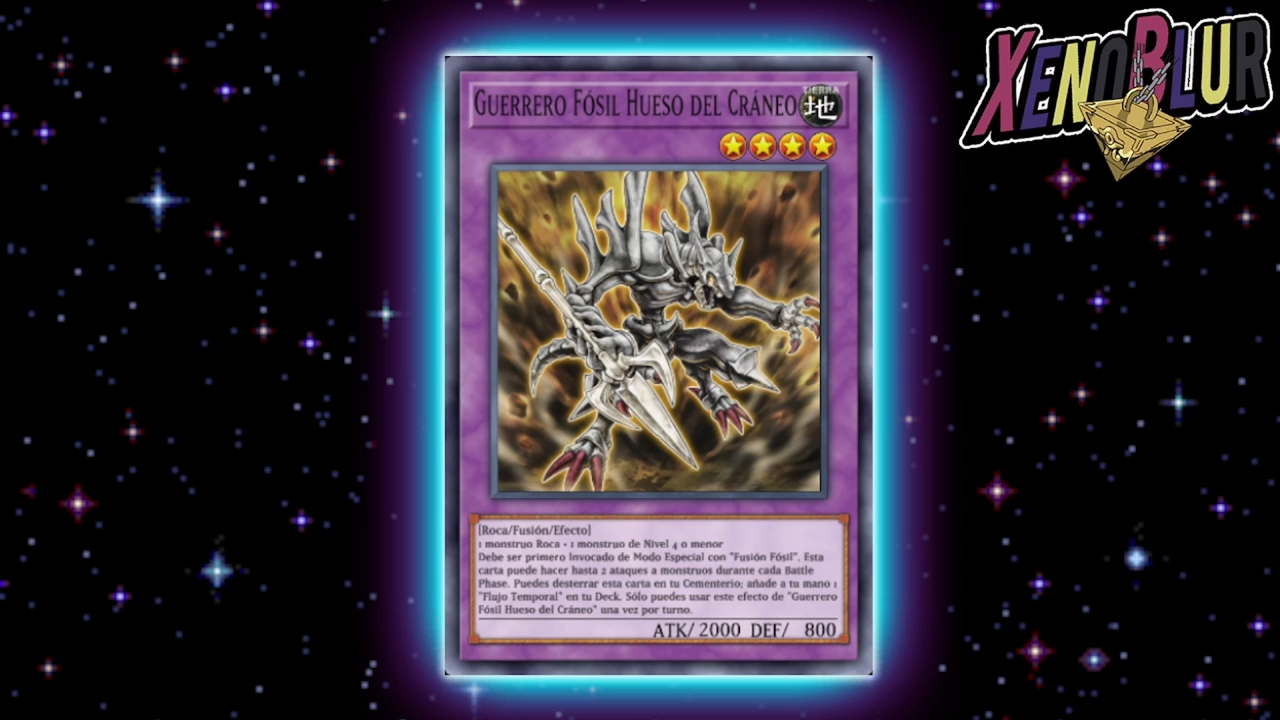 XENOBLUR
GUERRERO FÓSIL HUESO DEL CRÁNEO
TIERRA
地
[Roca/Fusión/Efecto]
1 monstruo Roca + 1 monstruo de Nivel 4 o menor
Debe ser primero Invocado de Modo Especial con "Fusión Fósil". Esta
carta puede hacer hasta 2 ataques a monstruos durante cada Battle
Phase. Puedes desterrar esta carta en tu Cementerio; añade a tu mano 1
"Flujo Temporal" en tu Deck. Sólo puedes usar este efecto de "Guerrero
Fósil Hueso del Cráneo" una vez por turno.
ATK/ 2000 DEF/ 800